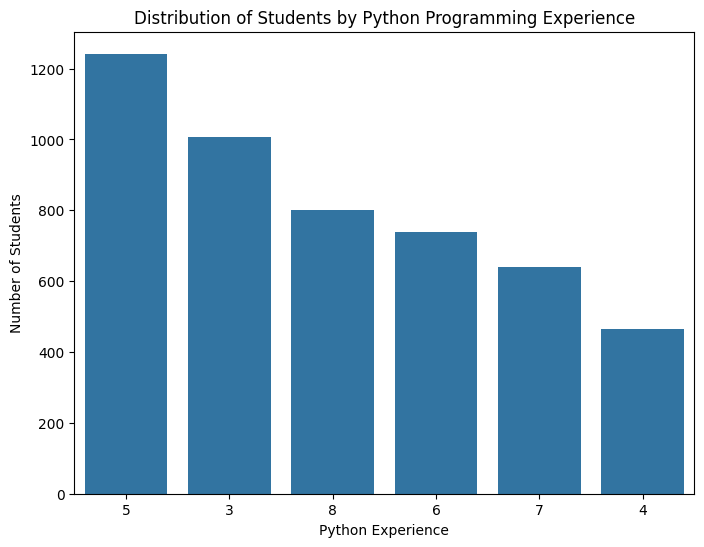 Distribution of Students by Python Programming Experience
Number of Students
1200
1000
800
600
400
200
0
5 3 8 6 7 4
Python Experience